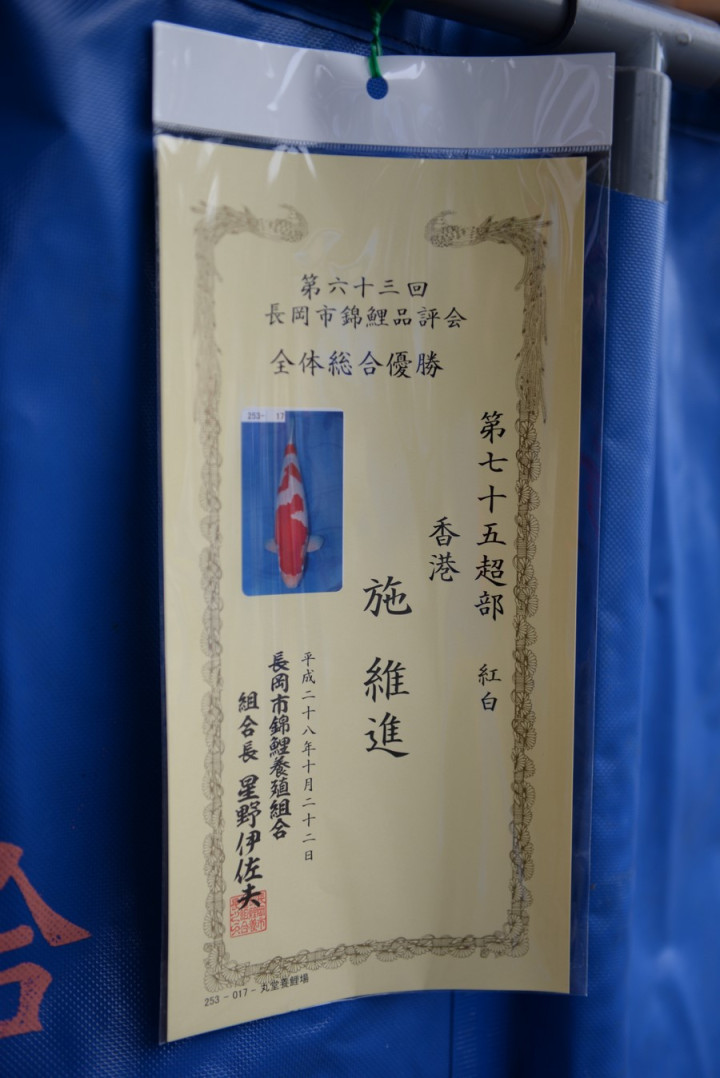 第六十三回
長岡市錦鯉品評会
全体総合優勝
253- 17
第七十五超部 紅白
香港
施維進
平成二十八年十月二十二日
長岡市錦鯉養殖組合
組合長 星野伊佐夫
253-017-丸堂養鯉場